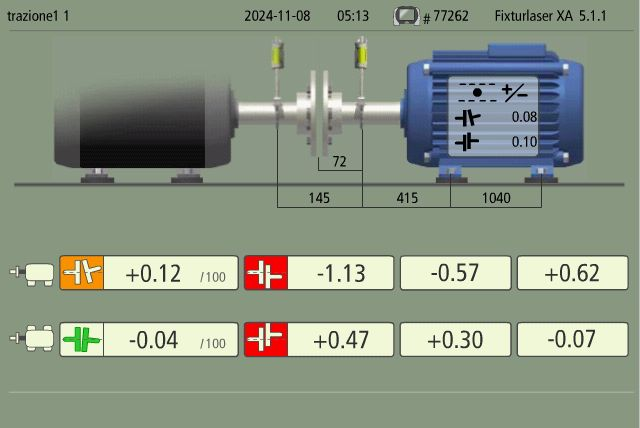 trazione1 1 2024-11-08 05:13 # 77262 Fixturlaser XA 5.1.1
+/-
0.08
0.10
72
145 415 1040
+0.12 /100 -1.13 -0.57 +0.62
-0.04 /100 +0.47 +0.30 -0.07